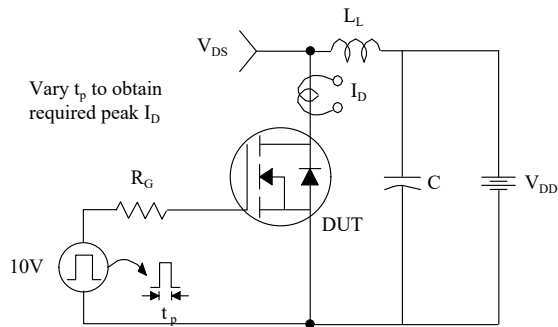 L_L
V_DS
Vary t_p to obtain
required peak I_D
I_D
R_G
C
V_DD
DUT
10V
t_p